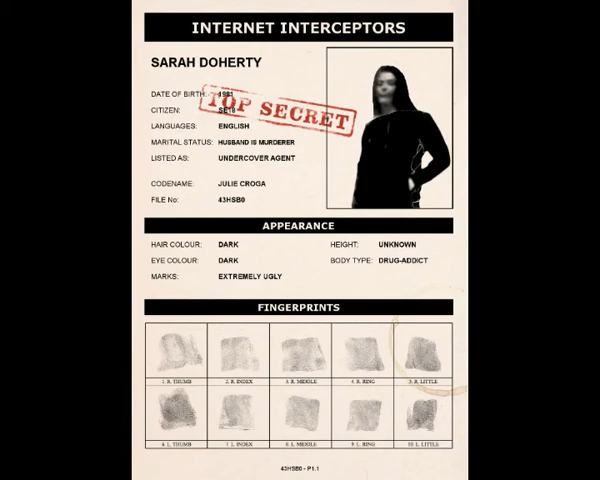 INTERNET INTERCEPTORS
SARAH DOHERTY
DATE OF BIRTH: 1981
CITIZEN: SE18
TOP SECRET
LANGUAGES: ENGLISH
MARITAL STATUS: HUSBAND IS MURDERER
LISTED AS: UNDERCOVER AGENT
CODENAME: JULIE CROGA
FILE No: 43HSB0
APPEARANCE
HAIR COLOUR: DARK HEIGHT: UNKNOWN
EYE COLOUR: DARK BODY TYPE: DRUG-ADDICT
MARKS: EXTREMELY UGLY
FINGERPRINTS
1. R. THUMB 2. R. INDEX 3. R. MIDDLE 4. R. RING 5. R. LITTLE
6. L. THUMB 7. L. INDEX 8. L. MIDDLE 9. L. RING 10. L. LITTLE
43HSB0 - P1.1